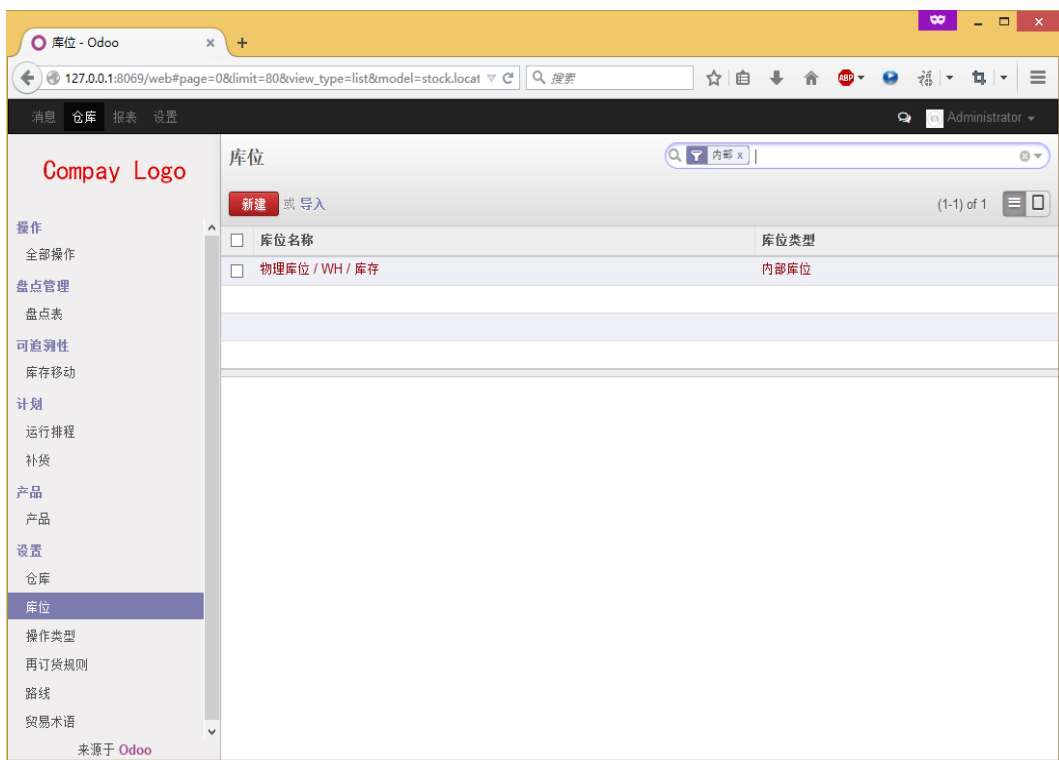 库位 - Odoo
127.0.0.1:8069/web#page=0&limit=80&view_type=list&model=stock.locat
搜索
ABP
消息 仓库 报表 设置
Administrator
Compay Logo
库位
内部 x
新建 或 导入
(1-1) of 1
操作
全部操作
盘点管理
盘点表
可追溯性
库存移动
计划
运行排程
补货
产品
产品
设置
仓库
库位
操作类型
再订货规则
路线
贸易术语
来源于 Odoo
库位名称 库位类型
物理库位 / WH / 库存 内部库位